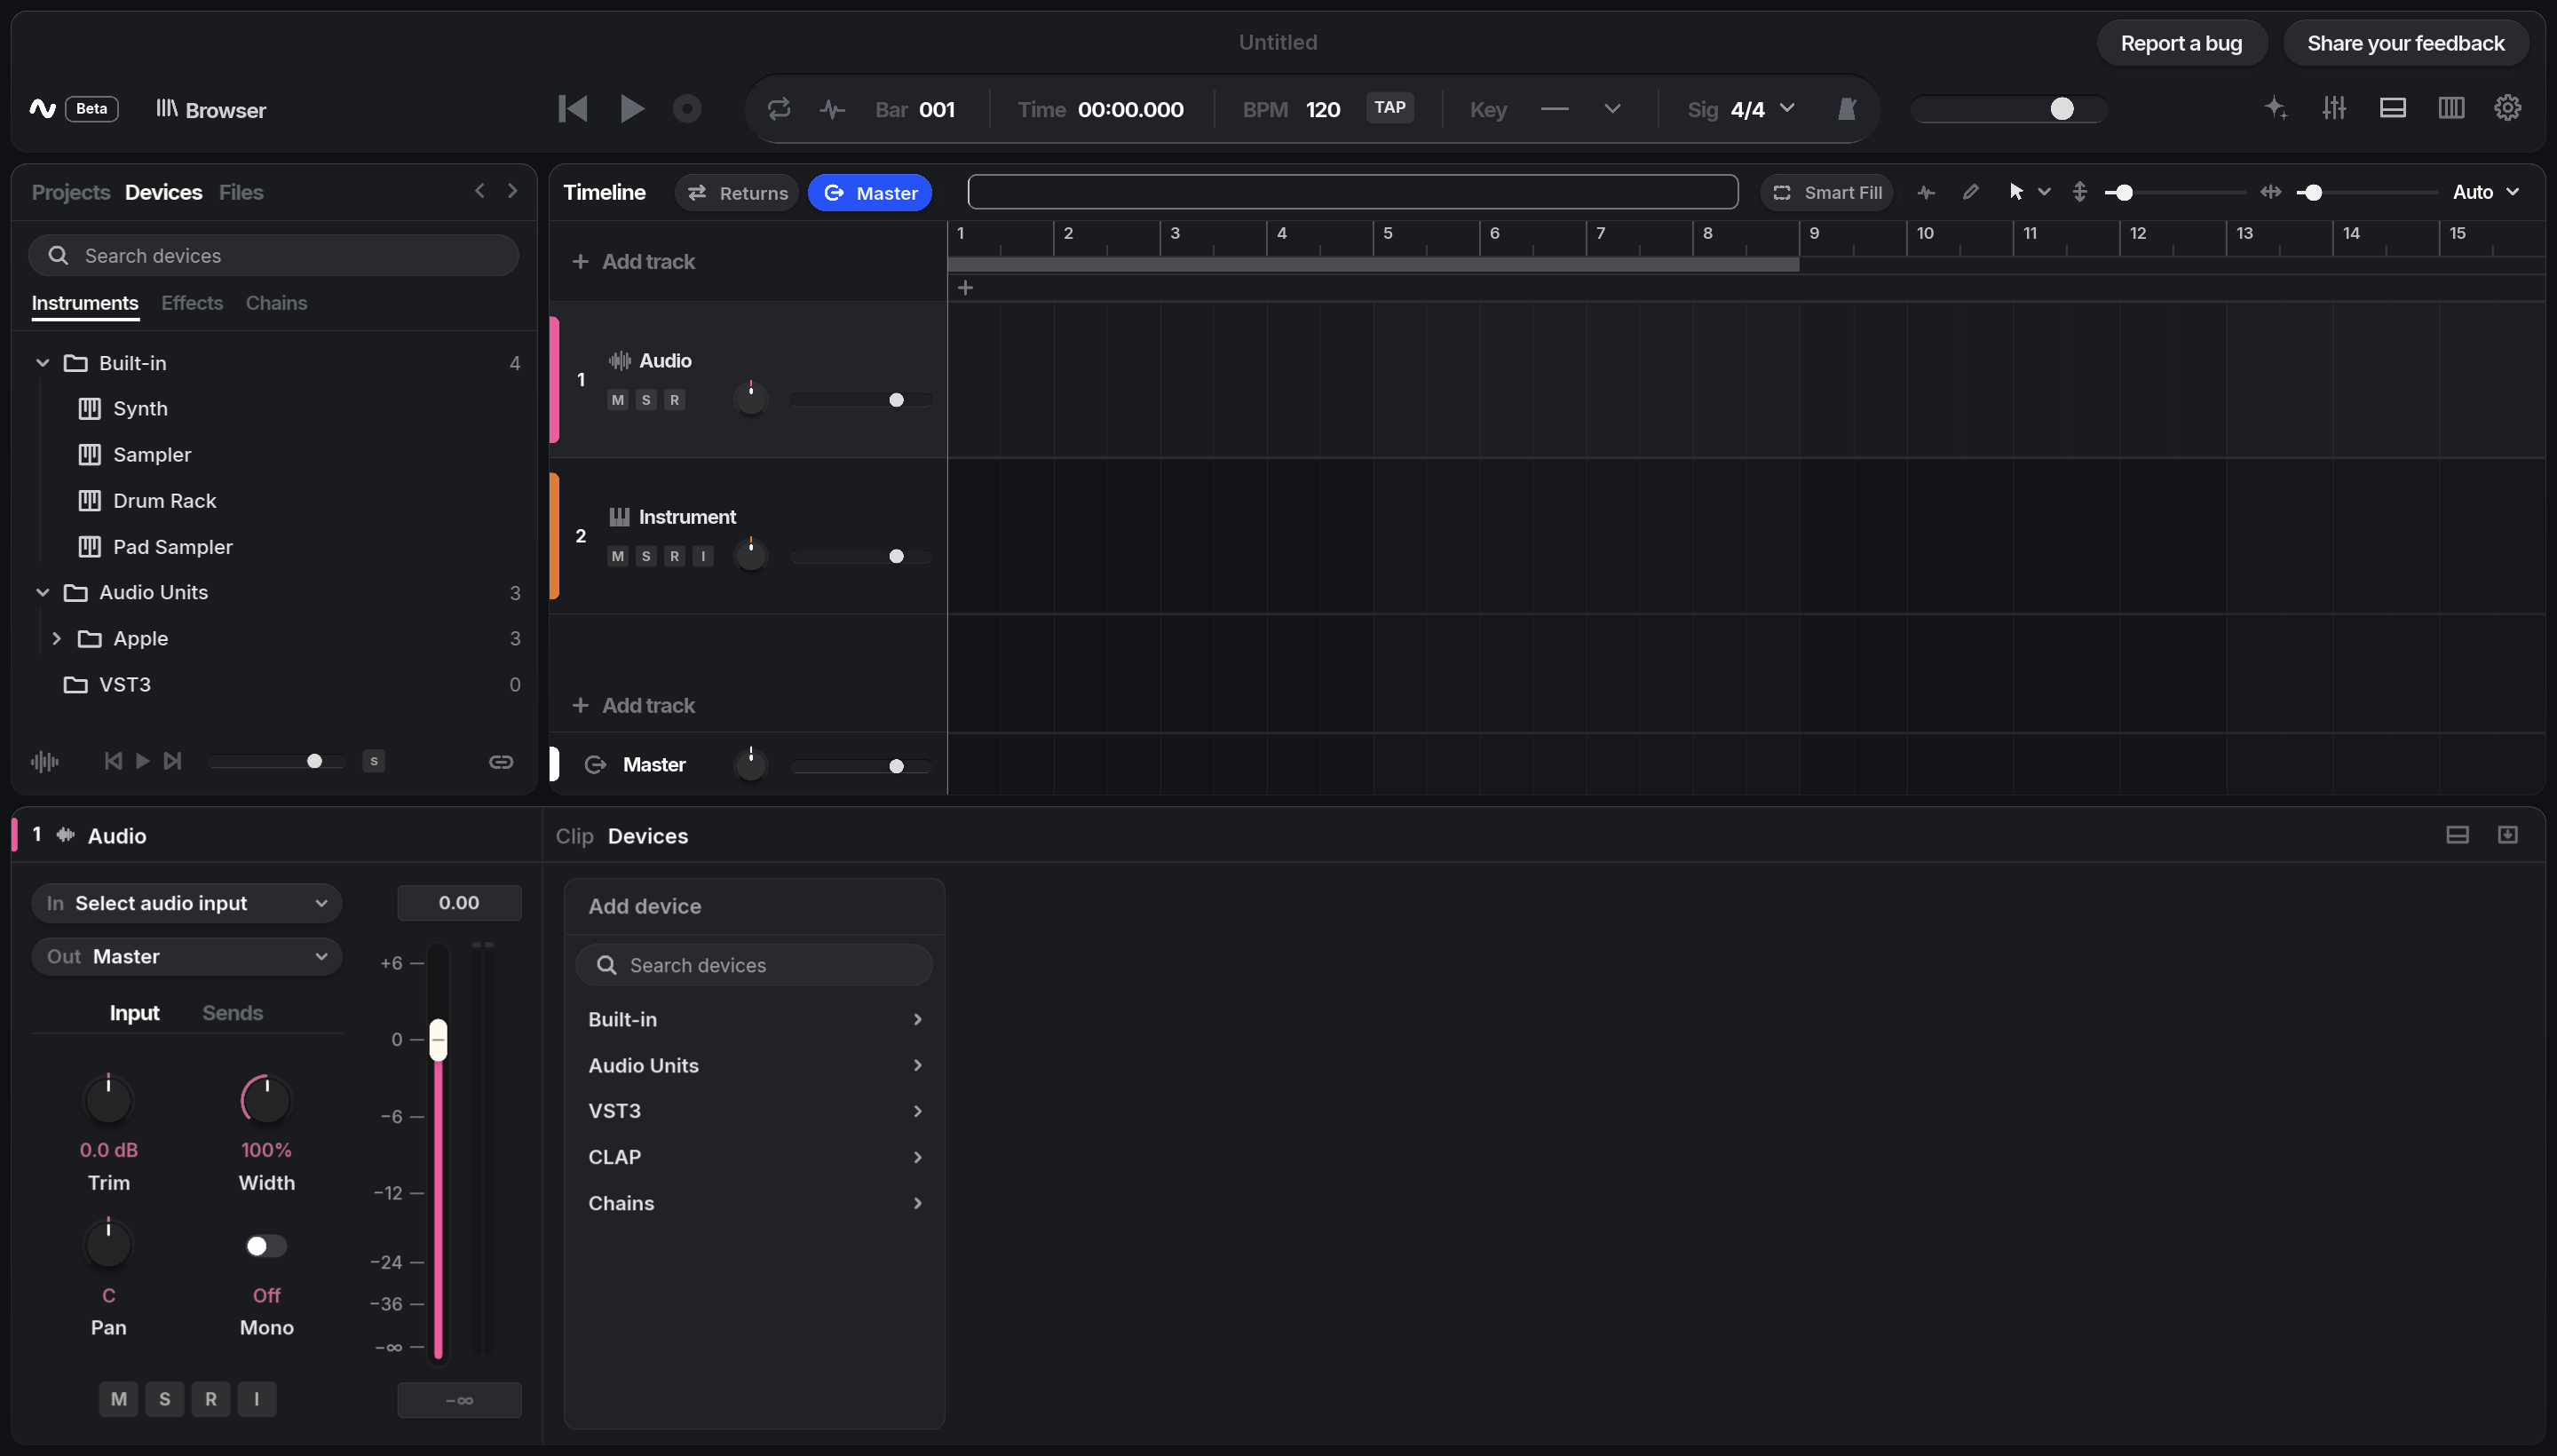 Untitled
Report a bug
Share your feedback
Beta
Browser
Bar 001
Time 00:00.000
BPM 120 TAP
Key —
Sig 4/4
Projects Devices Files
Search devices
Instruments Effects Chains
Built-in 4
Synth
Sampler
Drum Rack
Pad Sampler
Audio Units 3
Apple 3
VST3 0
S
Timeline Returns Master
Smart Fill
Auto
Add track
1 2 3 4 5 6 7 8 9 10 11 12 13 14 15
1 Audio
M S R
2 Instrument
M S R I
Add track
Master
1 Audio
In Select audio input
Out Master
Input Sends
0.0 dB
Trim
100%
Width
C
Pan
Off
Mono
M S R I
0.00
+6
0
−6
−12
−24
−36
−∞
−∞
Clip Devices
Add device
Search devices
Built-in
Audio Units
VST3
CLAP
Chains